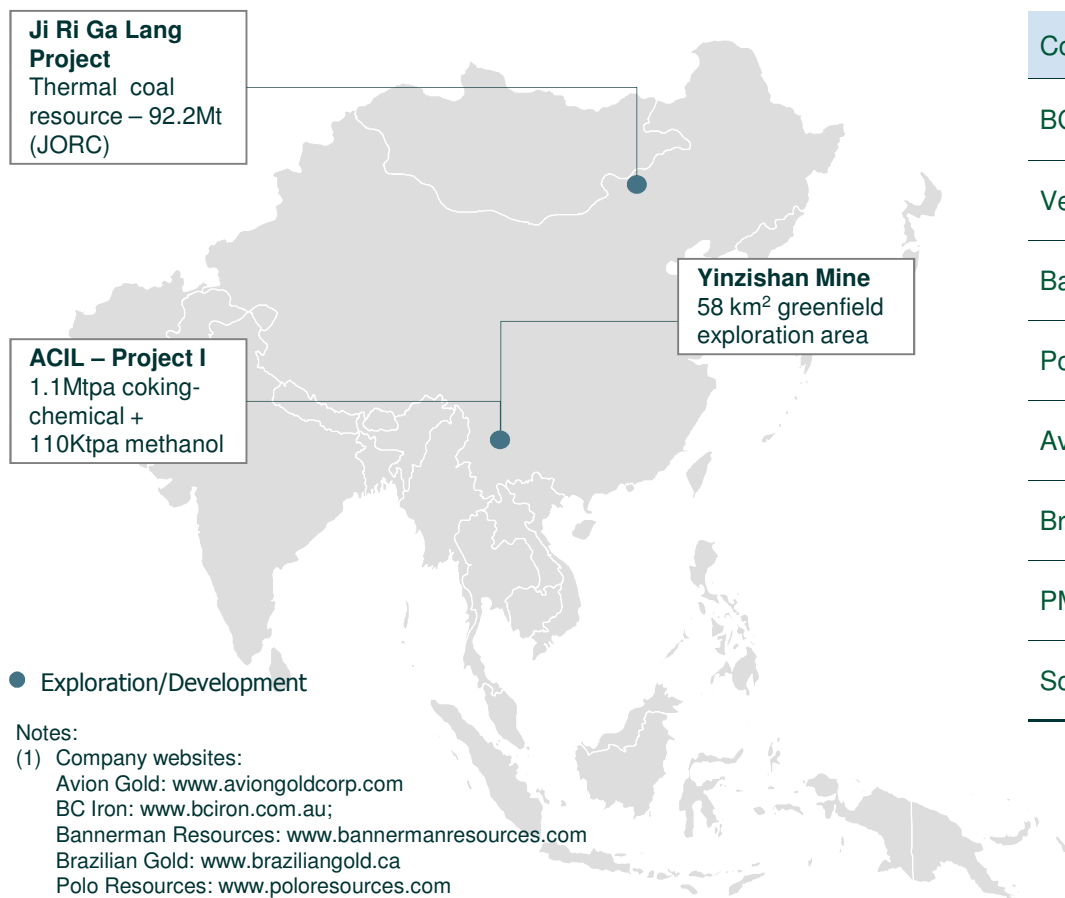 Ji Ri Ga Lang
Project
Thermal coal
resource – 92.2Mt
(JORC)
Yinzishan Mine
58 km² greenfield
exploration area
ACIL – Project I
1.1Mtpa coking-
chemical +
110Ktpa methanol
Exploration/Development
Notes:
(1) Company websites:
Avion Gold: www.aviongoldcorp.com
BC Iron: www.bciron.com.au;
Bannerman Resources: www.bannermanresources.com
Brazilian Gold: www.braziliangold.ca
Polo Resources: www.poloresources.com